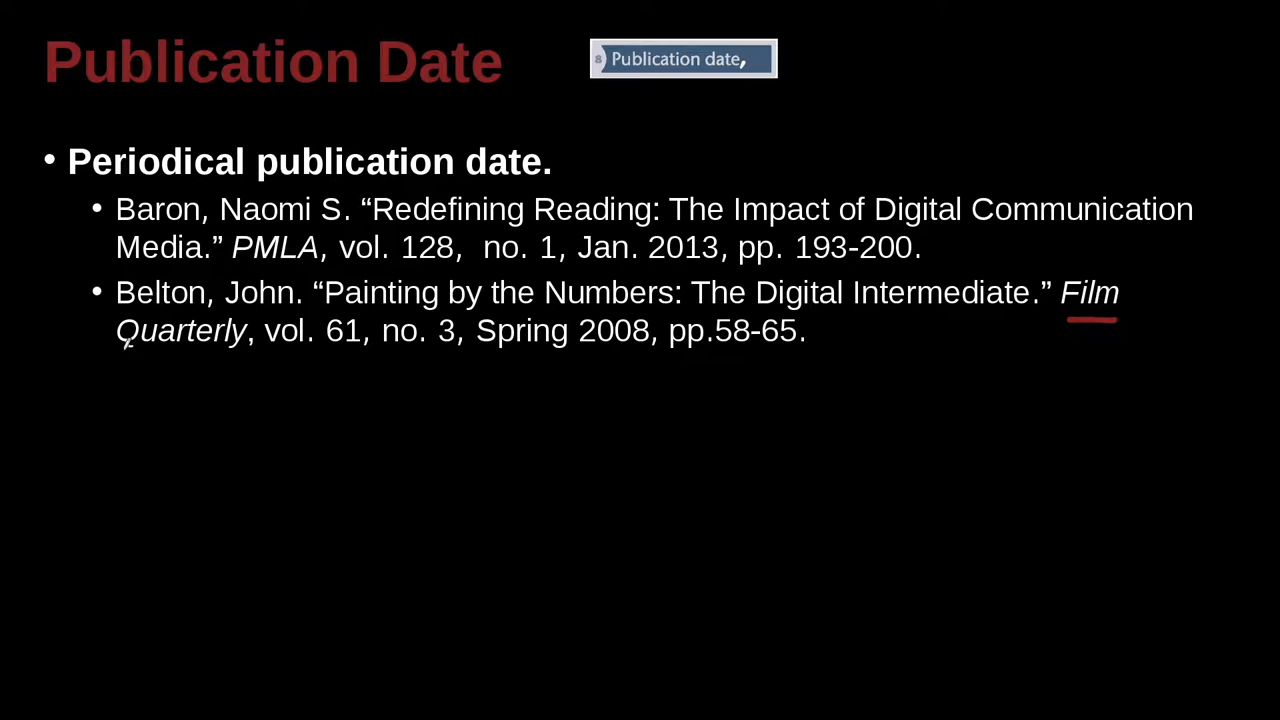 Publication Date
8 Publication date,
• Periodical publication date.
• Baron, Naomi S. “Redefining Reading: The Impact of Digital Communication
Media.” PMLA, vol. 128,  no. 1, Jan. 2013, pp. 193-200.
• Belton, John. “Painting by the Numbers: The Digital Intermediate.” Film
Quarterly, vol. 61, no. 3, Spring 2008, pp.58-65.